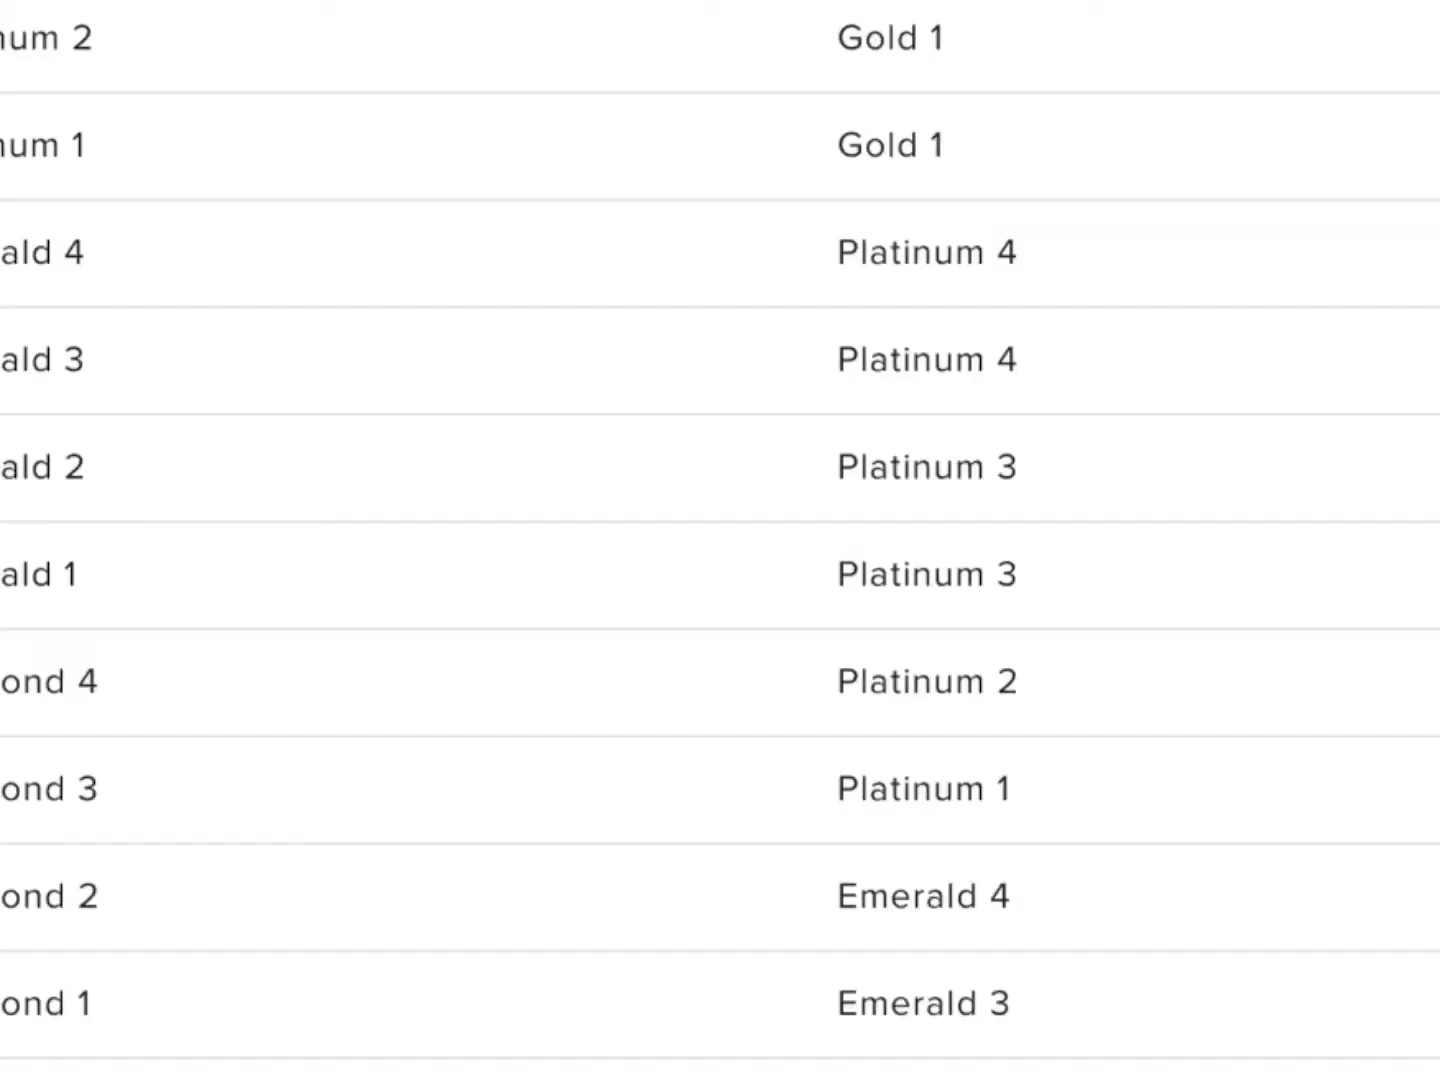 num 2 Gold 1
num 1 Gold 1
ald 4 Platinum 4
ald 3 Platinum 4
ald 2 Platinum 3
ald 1 Platinum 3
ond 4 Platinum 2
ond 3 Platinum 1
ond 2 Emerald 4
ond 1 Emerald 3